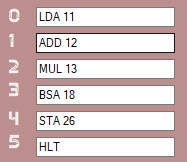 0 LDA 11
1 ADD 12
2 MUL 13
3 BSA 18
4 STA 26
5 HLT